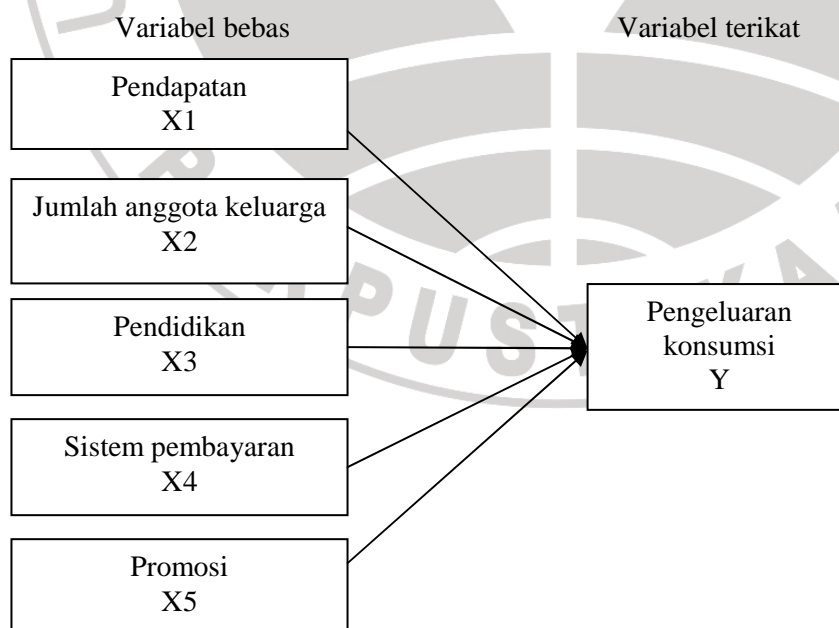 Variabel bebas
Variabel terikat
Pendapatan
X1
Jumlah anggota keluarga
X2
Pendidikan
X3
Sistem pembayaran
X4
Promosi
X5
Pengeluaran
konsumsi
Y